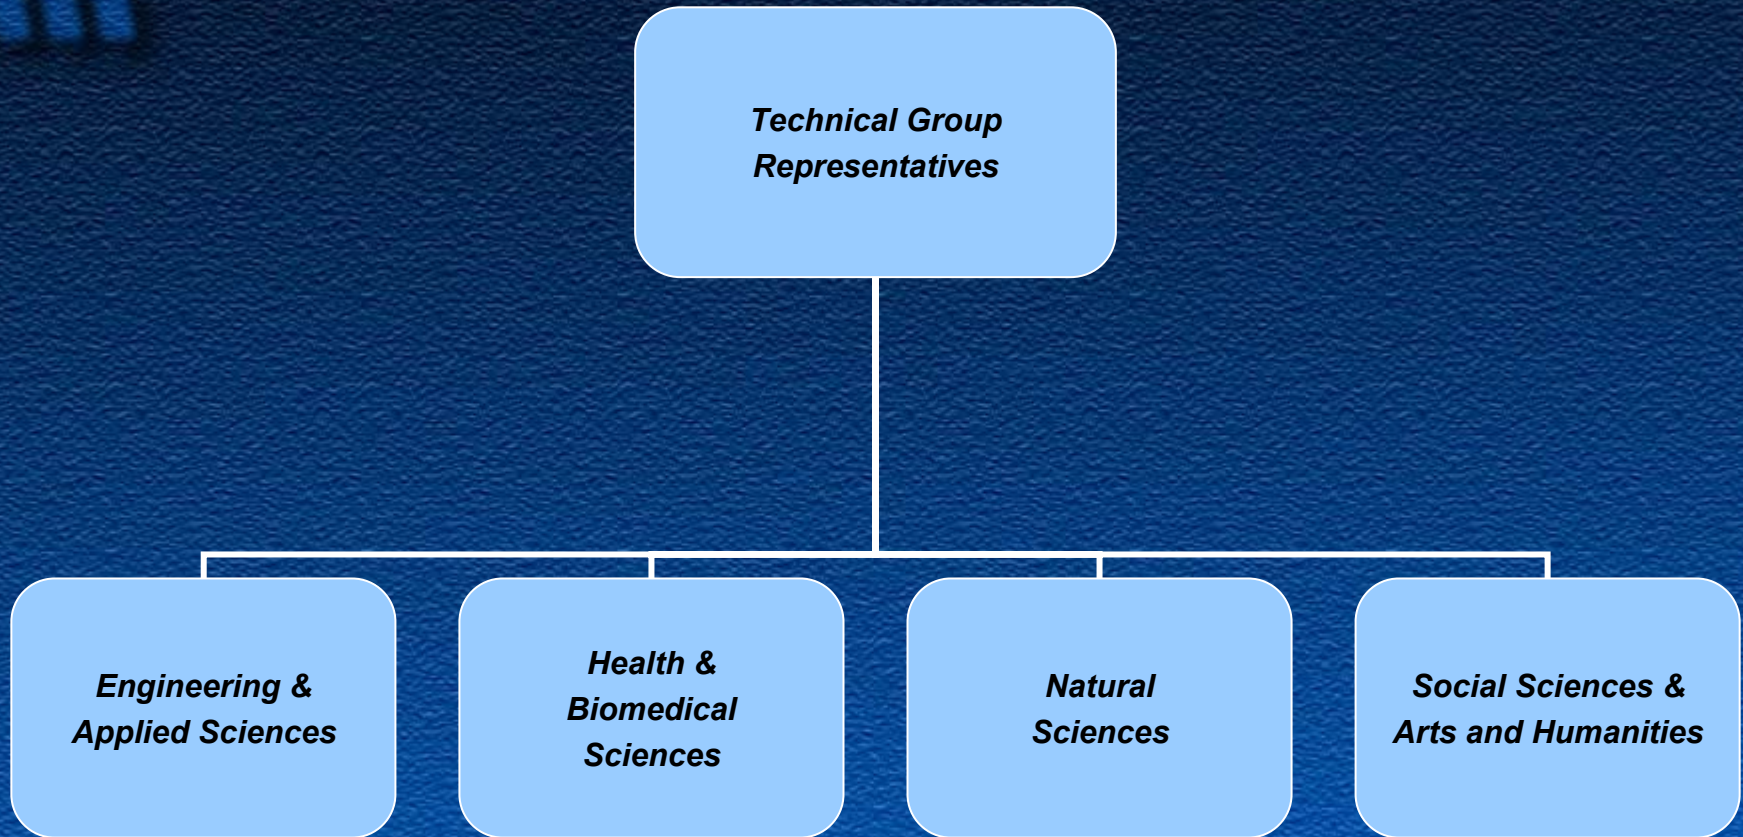 Technical Group
Representatives
Engineering &
Applied Sciences
Health &
Biomedical
Sciences
Natural
Sciences
Social Sciences &
Arts and Humanities